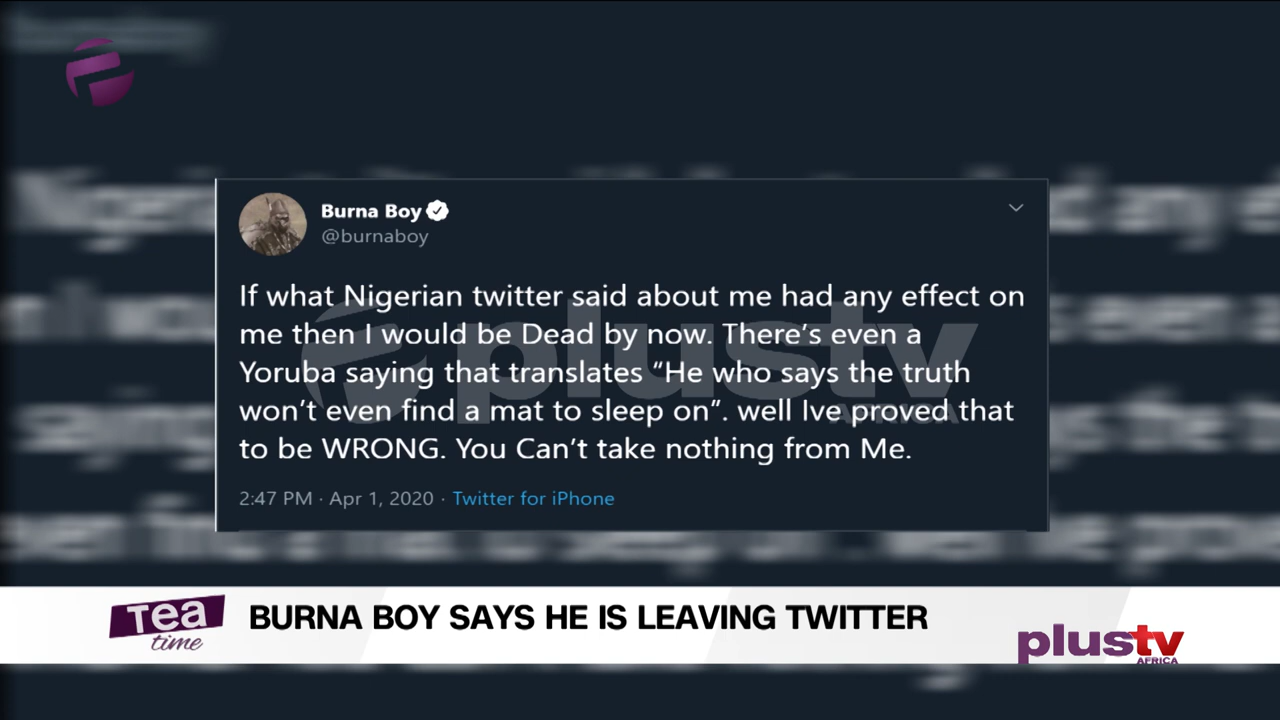 Burna Boy
@burnaboy
If what Nigerian twitter said about me had any effect on
me then I would be Dead by now. There's even a
Yoruba saying that translates "He who says the truth
won't even find a mat to sleep on". well Ive proved that
to be WRONG. You Can't take nothing from Me.
2:47 PM · Apr 1, 2020 · Twitter for iPhone
plustv
AFRICA
Tea
time
BURNA BOY SAYS HE IS LEAVING TWITTER
plustv
AFRICA